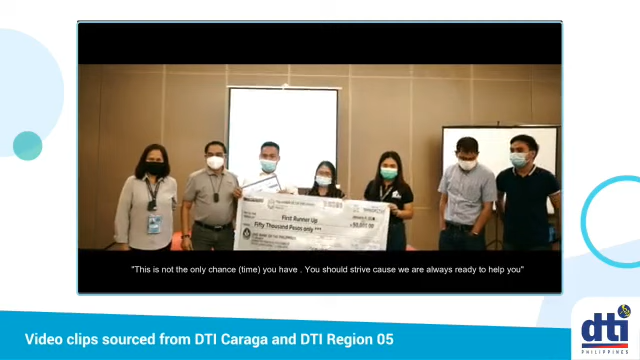 First Runner Up
Fifty Thousand Pesos only ***
"This is not the only chance (time) you have . You should strive cause we are always ready to help you"
Video clips sourced from DTI Caraga and DTI Region 05
dti
PHILIPPINES